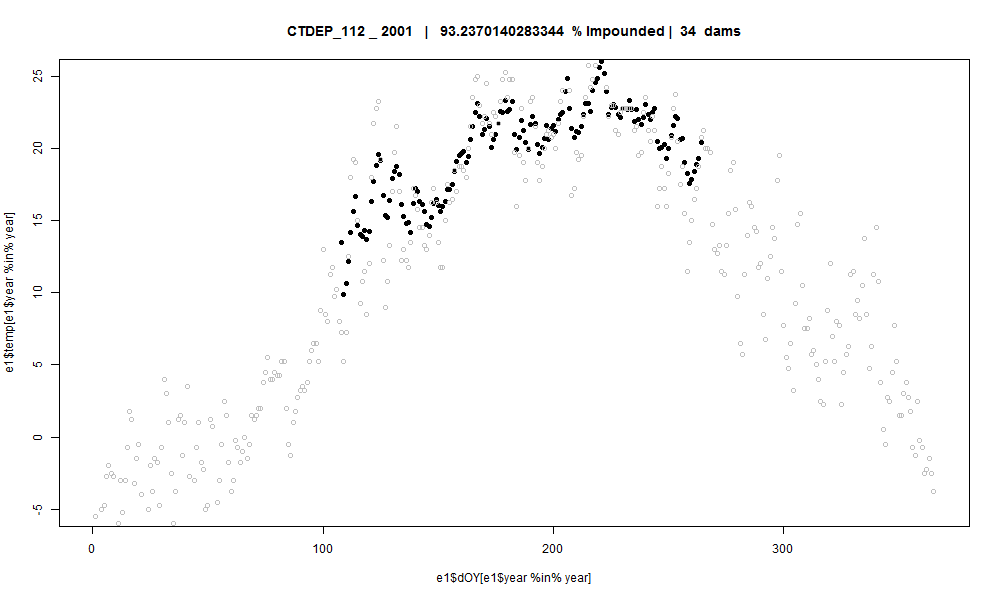 CTDEP_112 _ 2001 | 93.2370140283344 % Impounded | 34 dams
e1$temp[e1$year %in% year]
25
20
15
10
5
0
-5
0 100 200 300
e1$dOY[e1$year %in% year]